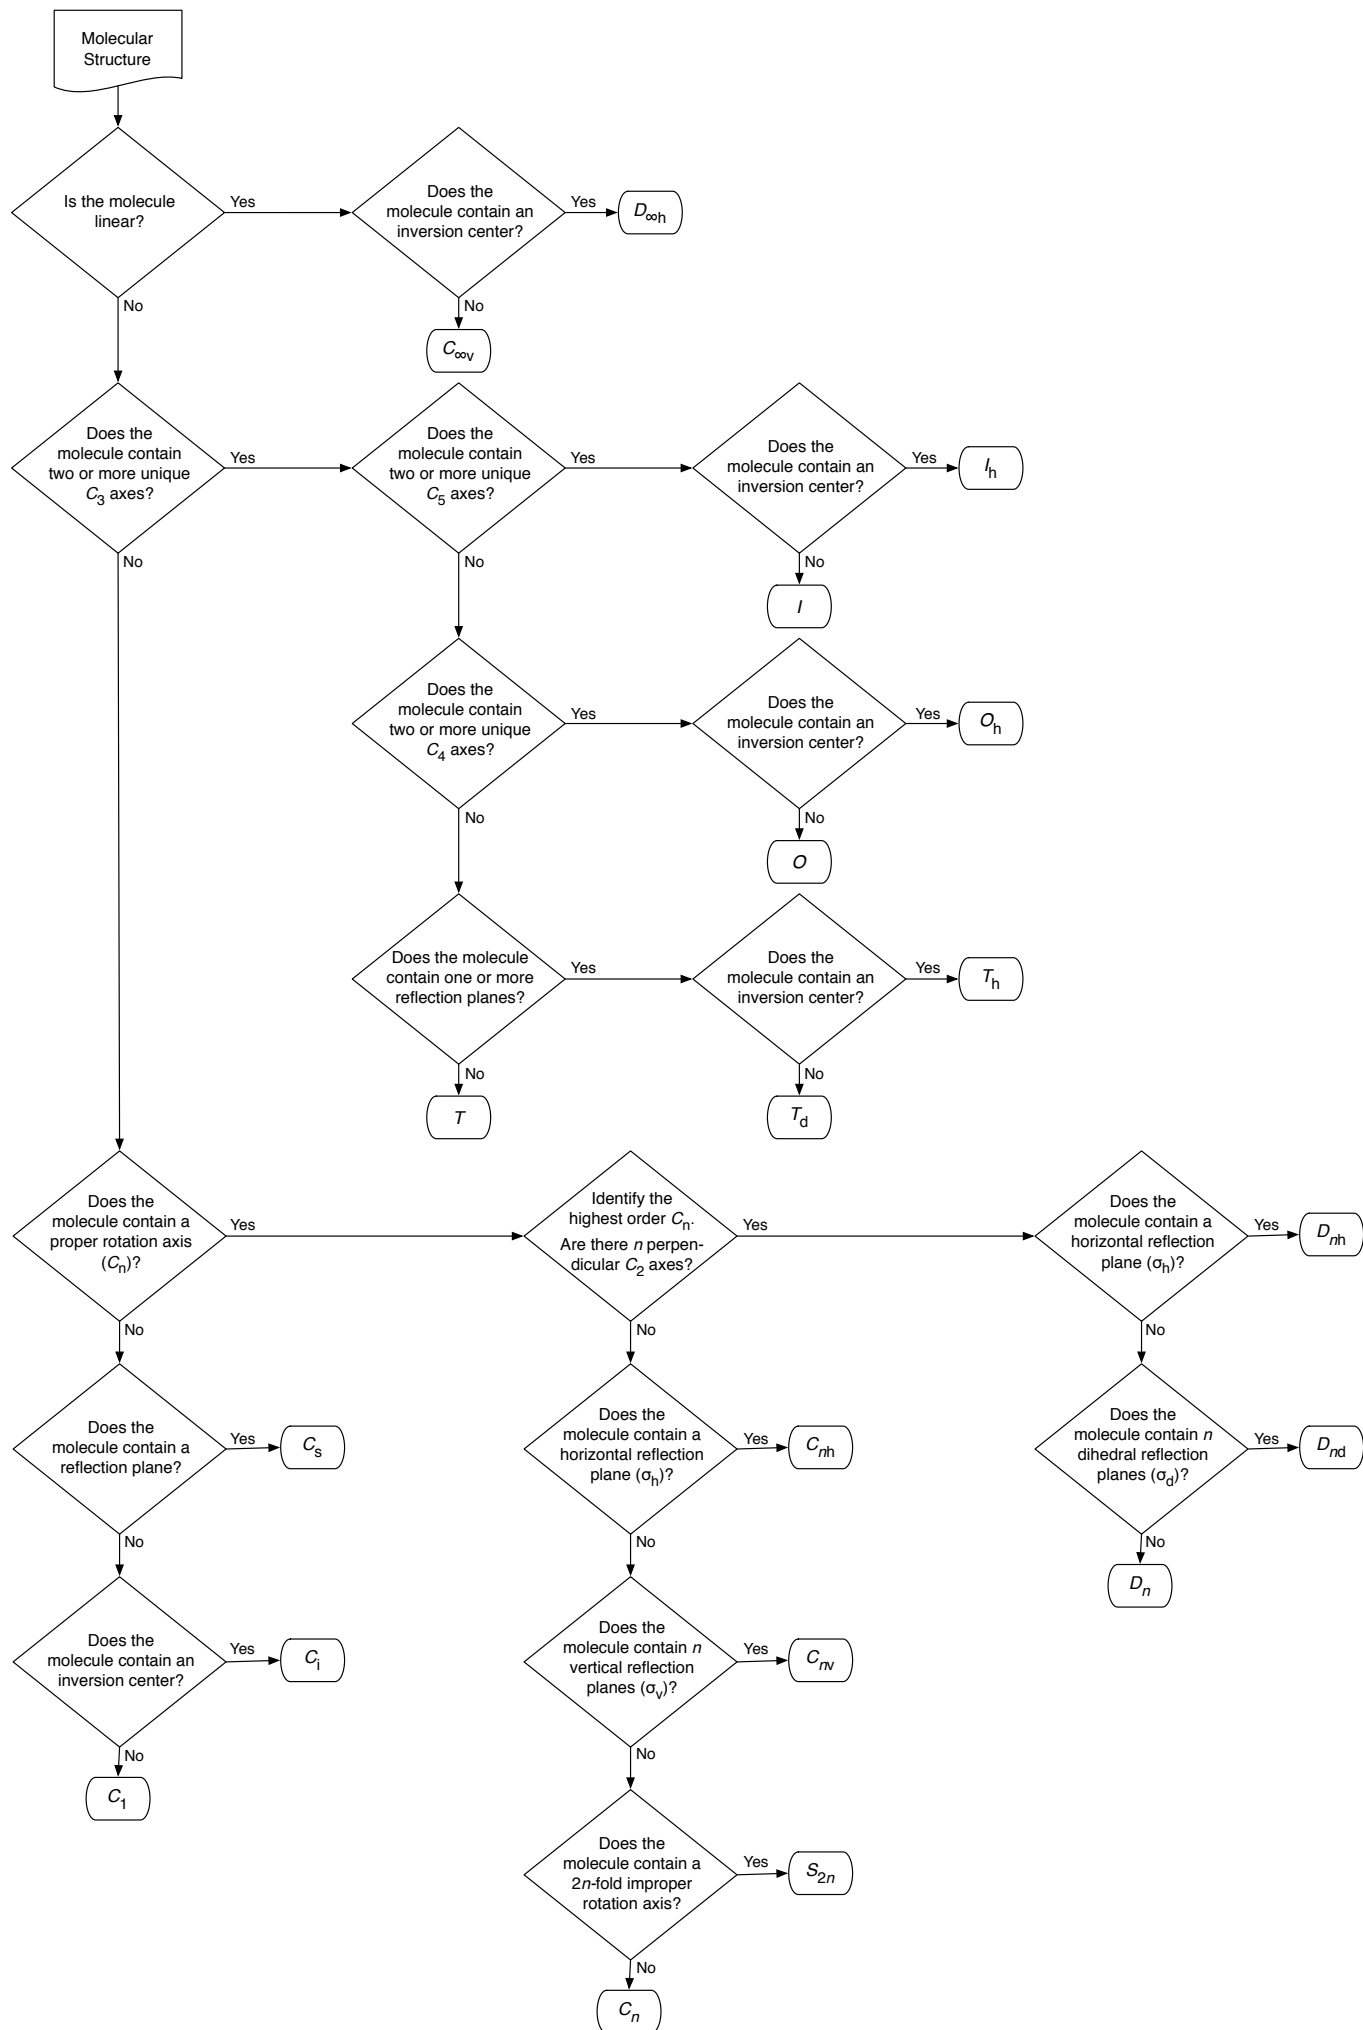 Molecular
Structure
Is the molecule
linear?
Yes
Does the
molecule contain an
inversion center?
Yes
D∞h
No
No
C∞v
Does the
molecule contain
two or more unique
C3 axes?
Yes
Does the
molecule contain
two or more unique
C5 axes?
Yes
Does the
molecule contain an
inversion center?
Yes
Ih
No
No
No
I
Does the
molecule contain
two or more unique
C4 axes?
Yes
Does the
molecule contain an
inversion center?
Yes
Oh
No
No
O
Does the molecule
contain one or more
reflection planes?
Yes
Does the
molecule contain an
inversion center?
Yes
Th
No
No
T
Td
Does the
molecule contain a
proper rotation axis
(Cn)?
Yes
Identify the
highest order Cn.
Are there n perpen-
dicular C2 axes?
Yes
Does the
molecule contain a
horizontal reflection
plane (σh)?
Yes
Dnh
No
No
No
Does the
molecule contain a
reflection plane?
Yes
Cs
Does the
molecule contain a
horizontal reflection
plane (σh)?
Yes
Cnh
Does the
molecule contain n
dihedral reflection
planes (σd)?
Yes
Dnd
No
No
No
Dn
Does the
molecule contain an
inversion center?
Yes
Ci
Does the
molecule contain n
vertical reflection
planes (σv)?
Yes
Cnv
No
No
C1
Does the
molecule contain a
2n-fold improper
rotation axis?
Yes
S2n
No
Cn